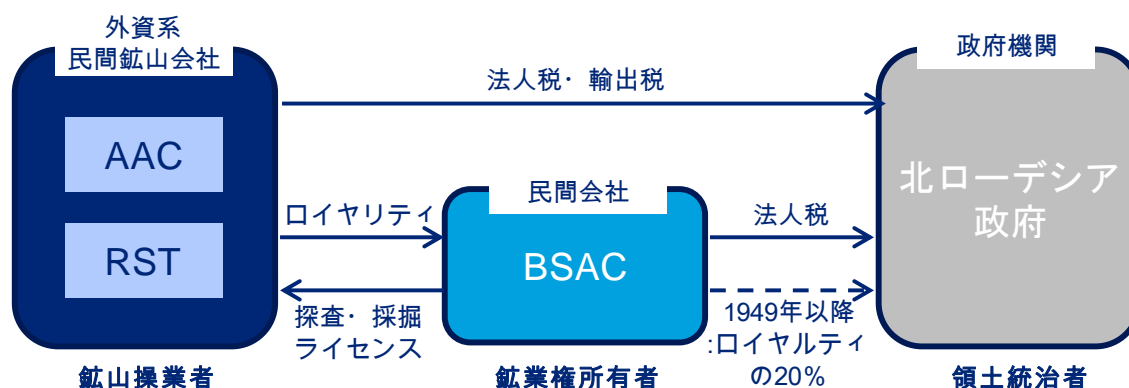 外資系
民間鉱山会社
AAC
RST
鉱山操業者
法人税・輸出税
ロイヤリティ
探査・採掘
ライセンス
民間会社
BSAC
鉱業権所有者
法人税
1949年以降
:ロイヤルティ
の20%
政府機関
北ローデシア
政府
領土統治者